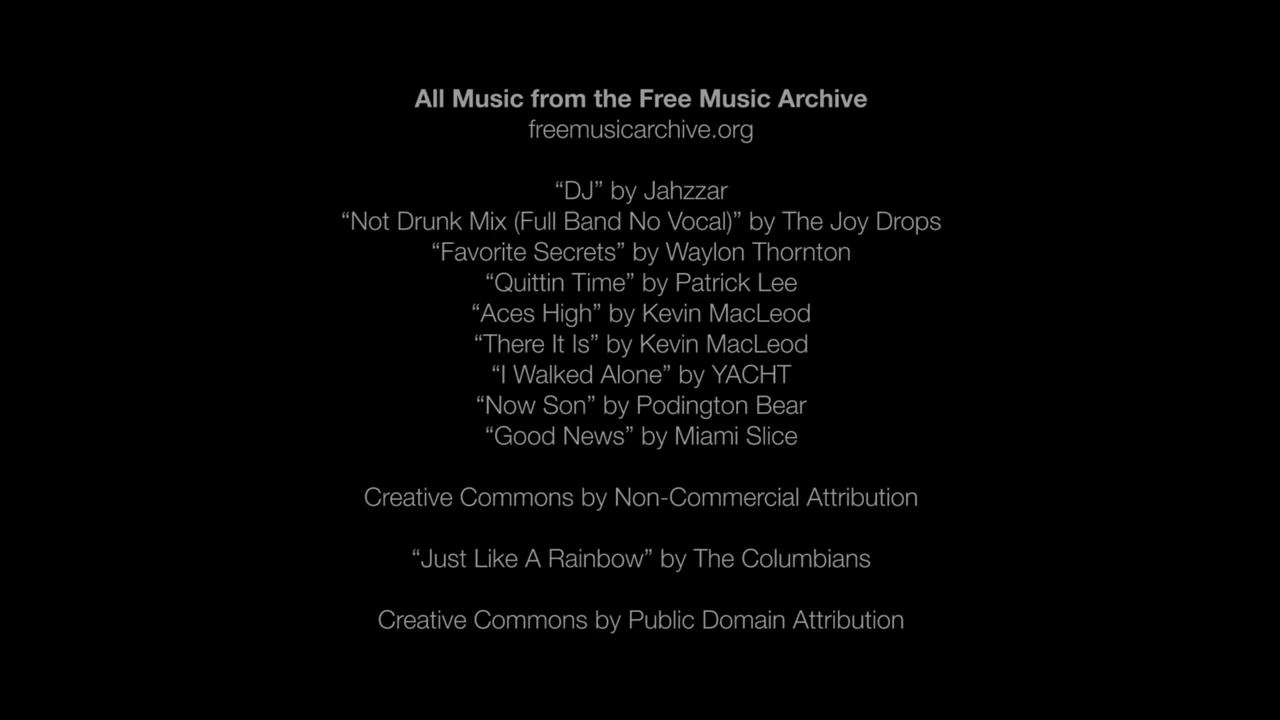 All Music from the Free Music Archive
freemusicarchive.org
“DJ” by Jahzzar
“Not Drunk Mix (Full Band No Vocal)” by The Joy Drops
“Favorite Secrets” by Waylon Thornton
“Quittin Time” by Patrick Lee
“Aces High” by Kevin MacLeod
“There It Is” by Kevin MacLeod
“I Walked Alone” by YACHT
“Now Son” by Podington Bear
“Good News” by Miami Slice
Creative Commons by Non-Commercial Attribution
“Just Like A Rainbow” by The Columbians
Creative Commons by Public Domain Attribution